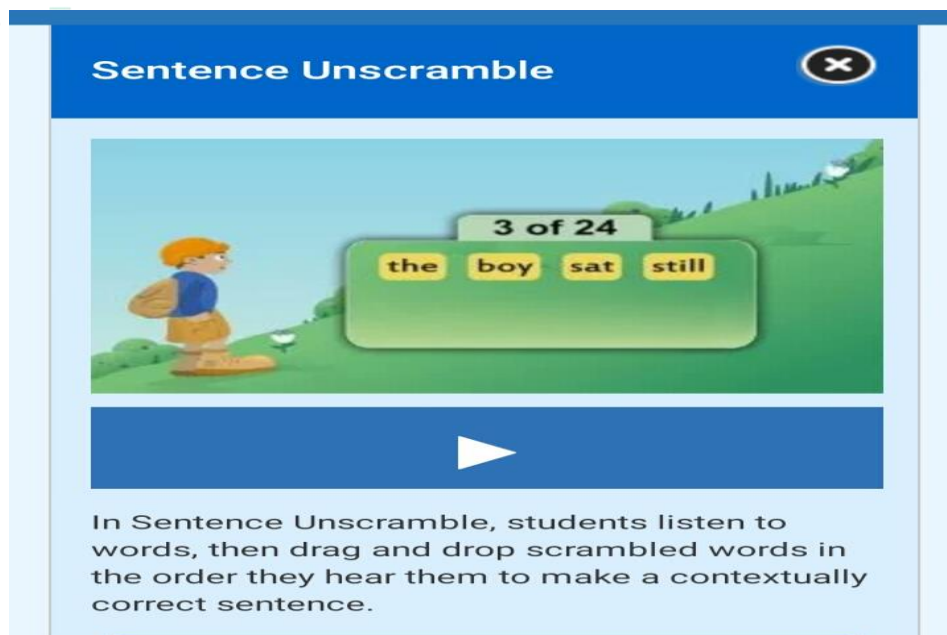 Sentence Unscramble
3 of 24
the boy sat still
In Sentence Unscramble, students listen to
words, then drag and drop scrambled words in
the order they hear them to make a contextually
correct sentence.